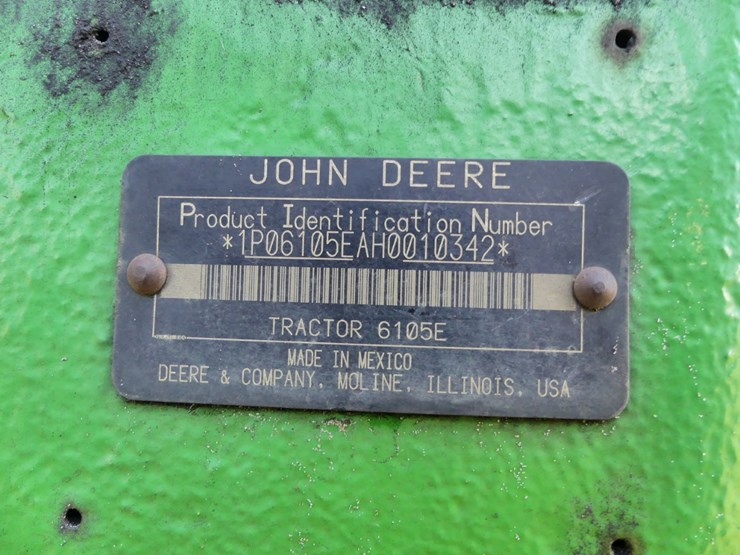 JOHN DEERE
Product Identification Number
*1P06105EAH0010342*
TRACTOR 6105E
MADE IN MEXICO
DEERE & COMPANY, MOLINE, ILLINOIS, USA